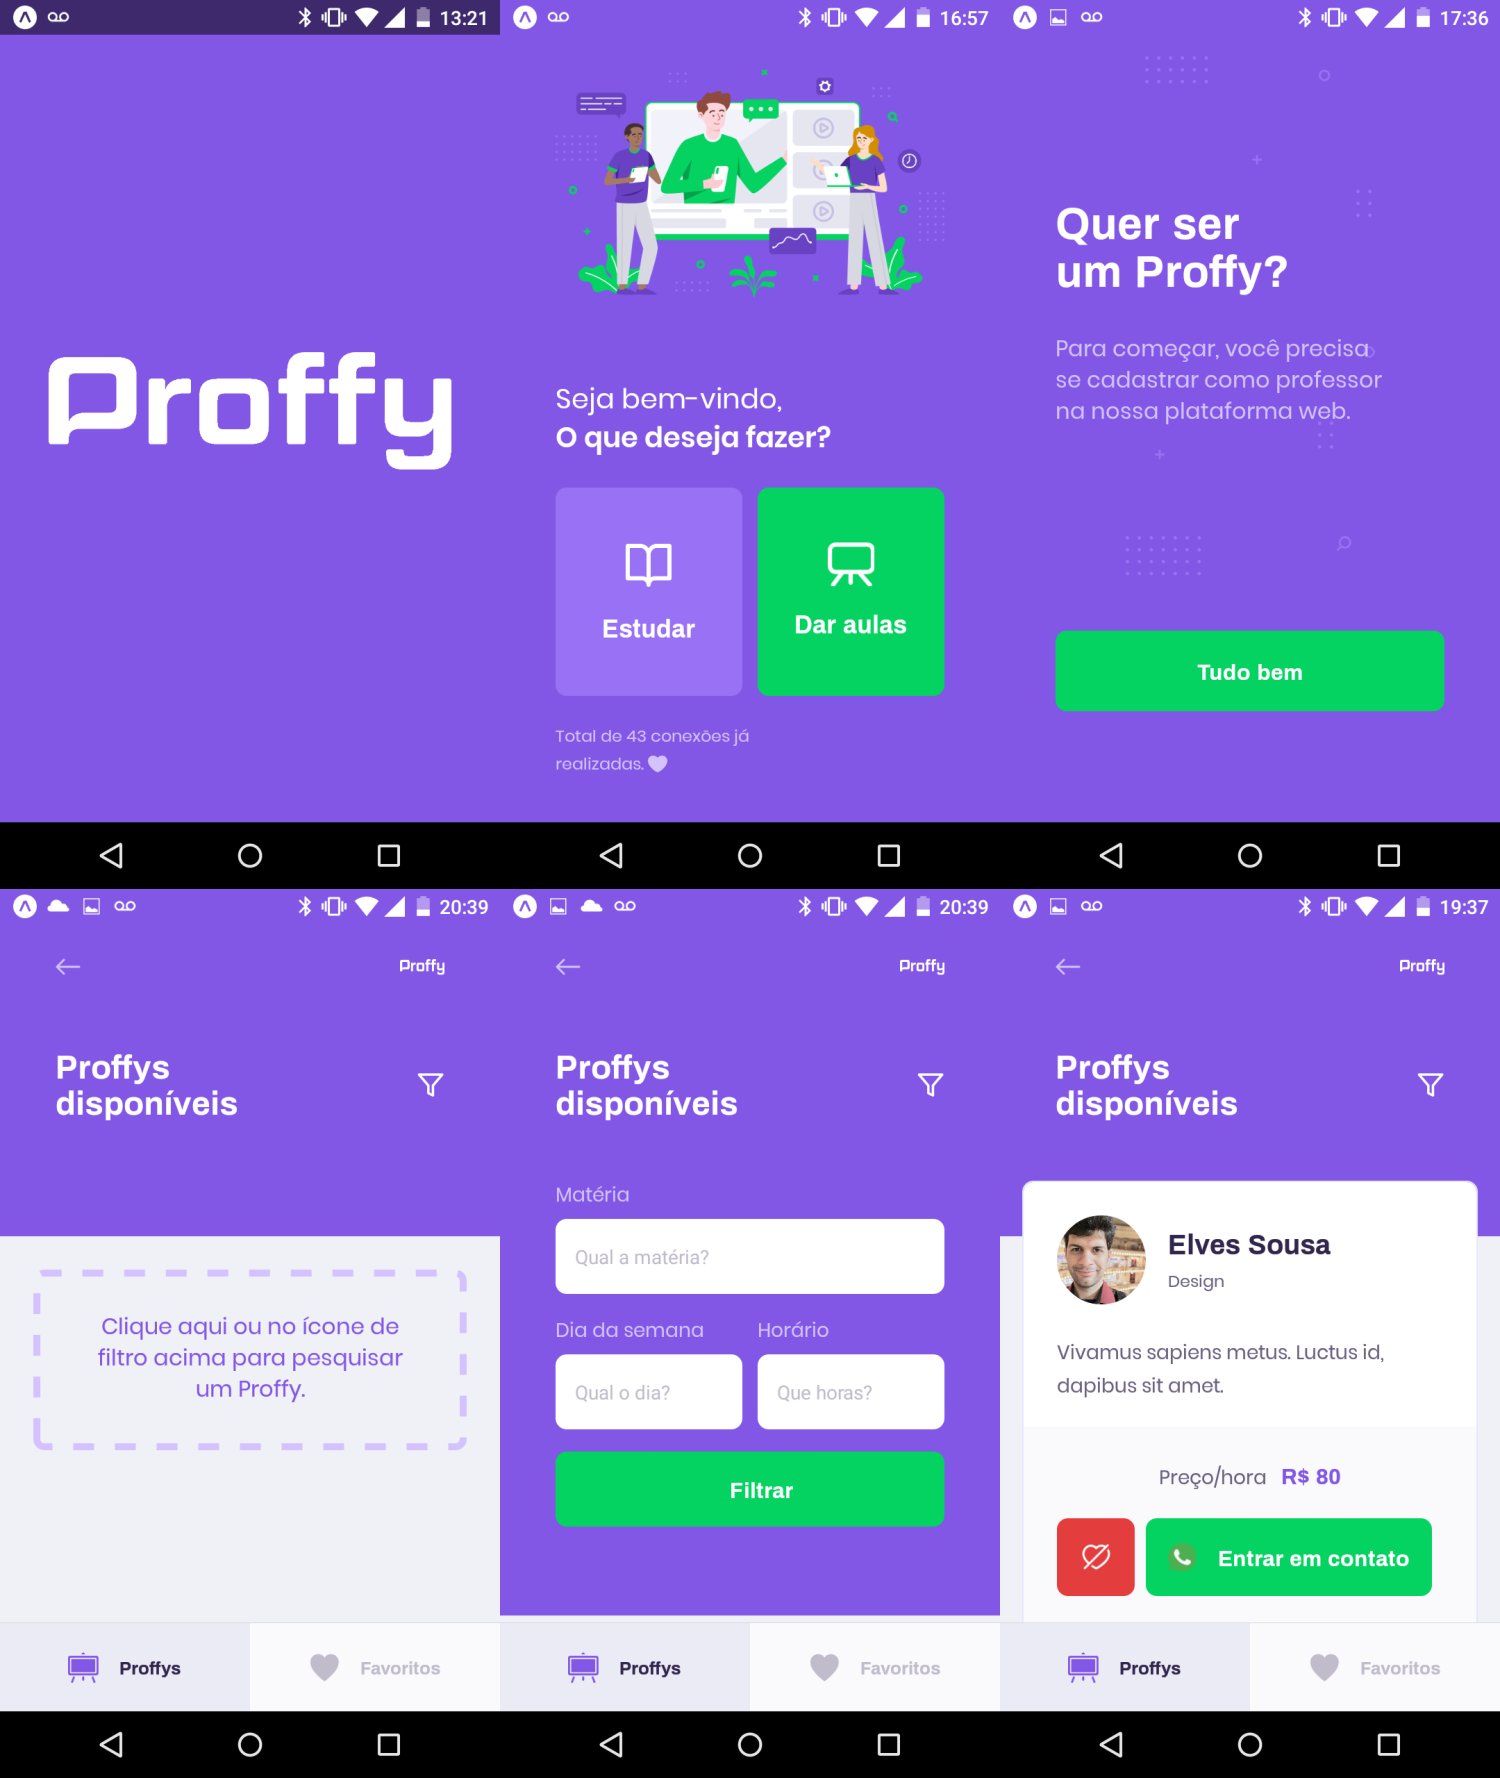 13:21
Proffy
16:57
Seja bem-vindo,
O que deseja fazer?
Estudar
Dar aulas
Total de 43 conexões já
realizadas.
17:36
Quer ser
um Proffy?
Para começar, você precisa
se cadastrar como professor
na nossa plataforma web.
Tudo bem
20:39
Proffy
Proffys
disponíveis
Clique aqui ou no ícone de
filtro acima para pesquisar
um Proffy.
Proffys
Favoritos
20:39
Proffy
Proffys
disponíveis
Matéria
Qual a matéria?
Dia da semana
Horário
Qual o dia?
Que horas?
Filtrar
Proffys
Favoritos
19:37
Proffy
Proffys
disponíveis
Elves Sousa
Design
Vivamus sapiens metus. Luctus id,
dapibus sit amet.
Preço/hora R$ 80
Entrar em contato
Proffys
Favoritos